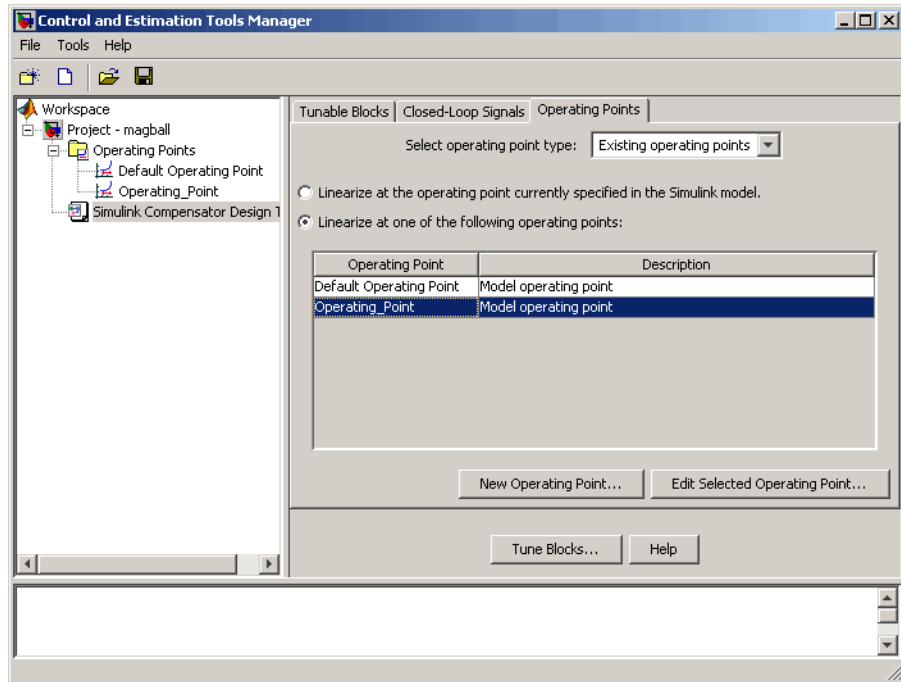 Control and Estimation Tools Manager
File Tools Help
Workspace
Project - magball
Operating Points
Default Operating Point
Operating_Point
Simulink Compensator Design T
Tunable Blocks Closed-Loop Signals Operating Points
Select operating point type: Existing operating points
Linearize at the operating point currently specified in the Simulink model.
Linearize at one of the following operating points:
Operating Point Description
Default Operating Point Model operating point
Operating_Point Model operating point
New Operating Point... Edit Selected Operating Point...
Tune Blocks... Help